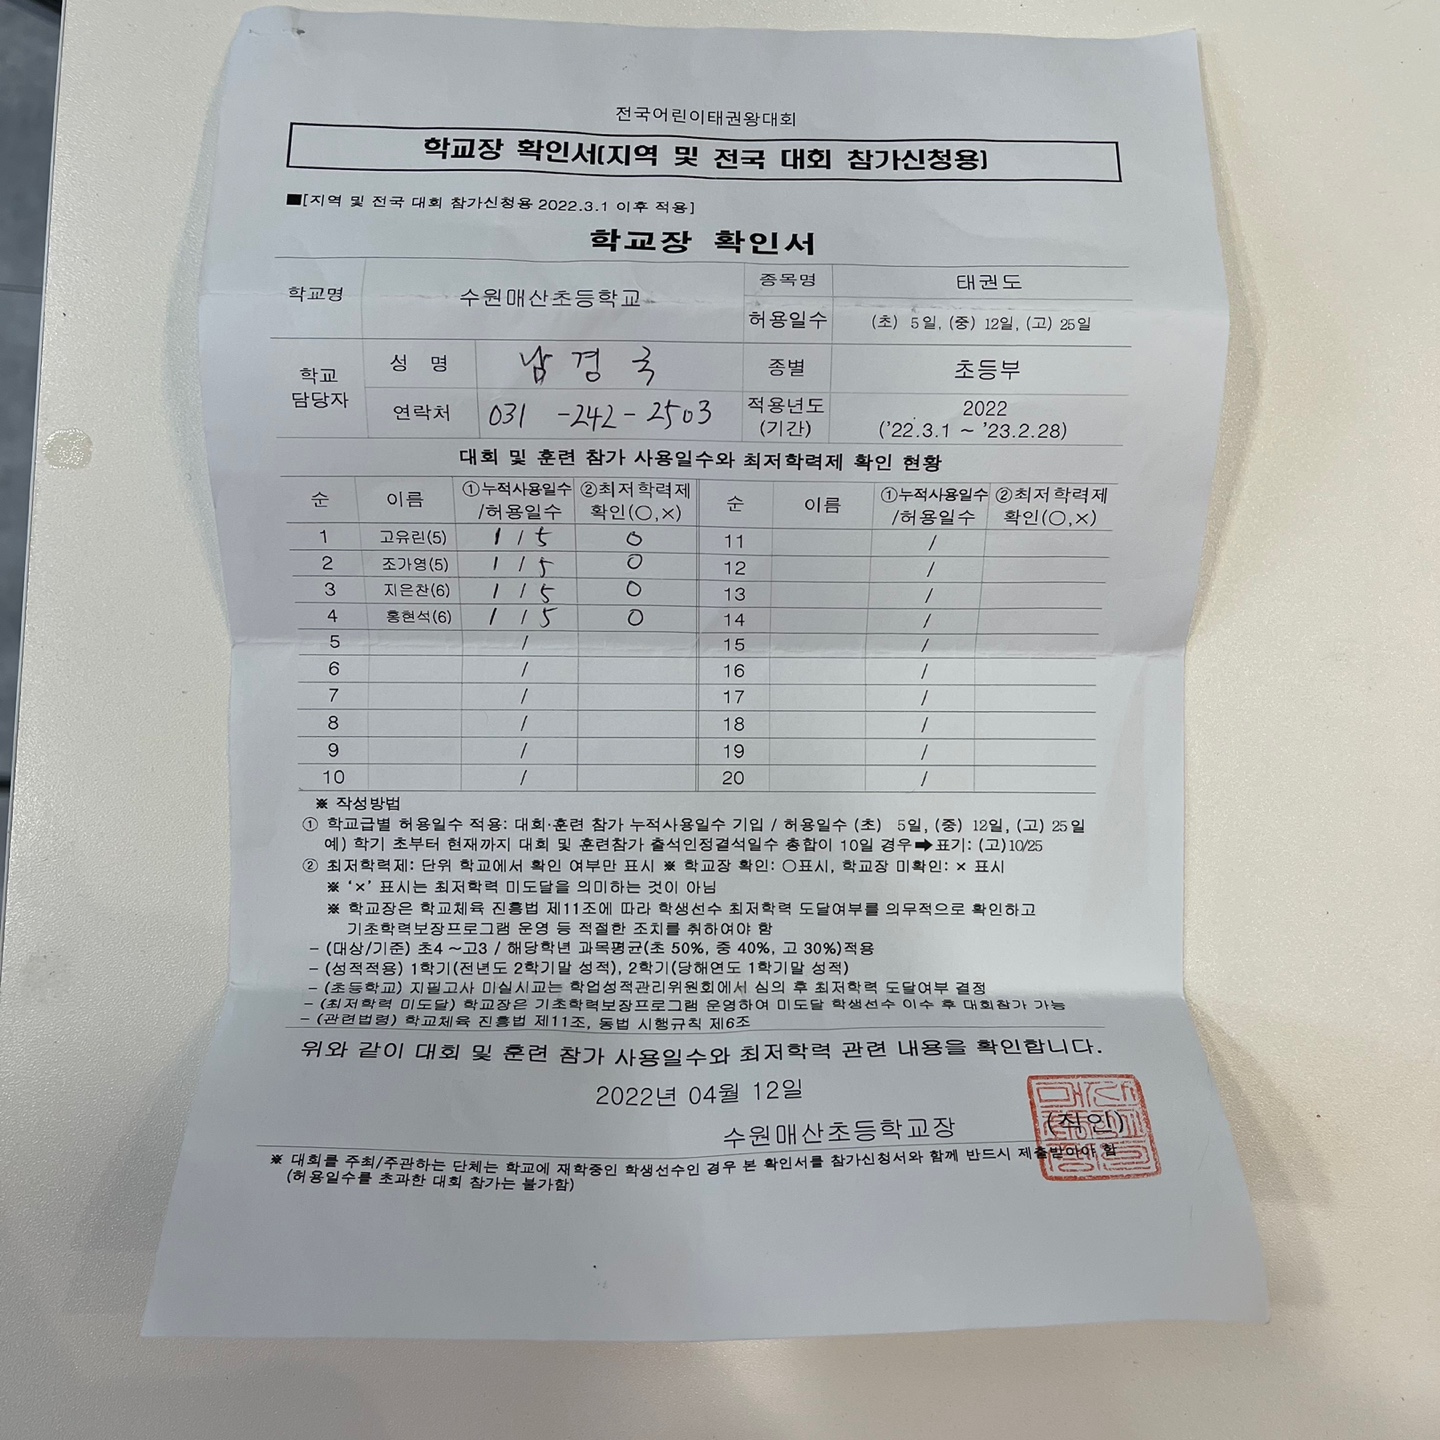 전국어린이태권왕대회
학교장 확인서(지역 및 전국 대회 참가신청용)
■[지역 및 전국 대회 참가신청용 2022.3.1 이후 적용]
학교장 확인서
학교명 수원매산초등학교 종목명 태권도
허용일수 (초) 5일, (중) 12일, (고) 25일
학교 담당자 성 명 남경국 종별 초등부
연락처 031-242-2503 적용년도 (기간) 2022 ('22.3.1 ~ '23.2.28)
대회 및 훈련 참가 사용일수와 최저학력제 확인 현황
순 이름 ①누적사용일수 /허용일수 ②최저학력제 확인(○,×) 순 이름 ①누적사용일수 /허용일수 ②최저학력제 확인(○,×)
1 고유린(5) 1 / 5 ○ 11 /
2 조가영(5) 1 / 5 ○ 12 /
3 지은찬(6) 1 / 5 ○ 13 /
4 홍현석(6) 1 / 5 ○ 14 /
5 / 15 /
6 / 16 /
7 / 17 /
8 / 18 /
9 / 19 /
10 / 20 /
※ 작성방법
① 학교급별 허용일수 적용: 대회·훈련 참가 누적사용일수 기입 / 허용일수 (초) 5일, (중) 12일, (고) 25일
예) 학기 초부터 현재까지 대회 및 훈련참가 출석인정결석일수 총합이 10일 경우➡표기: (고)10/25
② 최저학력제: 단위 학교에서 확인 여부만 표시 ※ 학교장 확인: ○표시, 학교장 미확인: × 표시
※ '×' 표시는 최저학력 미도달을 의미하는 것이 아님
※ 학교장은 학교체육 진흥법 제11조에 따라 학생선수 최저학력 도달여부를 의무적으로 확인하고
기초학력보장프로그램 운영 등 적절한 조치를 취하여야 함
- (대상/기준) 초4 ~고3 / 해당학년 과목평균(초 50%, 중 40%, 고 30%)적용
- (성적적용) 1학기(전년도 2학기말 성적), 2학기(당해연도 1학기말 성적)
- (초등학교) 지필고사 미실시교는 학업성적관리위원회에서 심의 후 최저학력 도달여부 결정
- (최저학력 미도달) 학교장은 기초학력보장프로그램 운영하여 미도달 학생선수 이수 후 대회참가 가능
- (관련법령) 학교체육 진흥법 제11조, 동법 시행규칙 제6조
위와 같이 대회 및 훈련 참가 사용일수와 최저학력 관련 내용을 확인합니다.
2022년 04월 12일
수원매산초등학교장 (직인)
※ 대회를 주최/주관하는 단체는 학교에 재학중인 학생선수인 경우 본 확인서를 참가신청서와 함께 반드시 제출받아야 함
(허용일수를 초과한 대회 참가는 불가함)